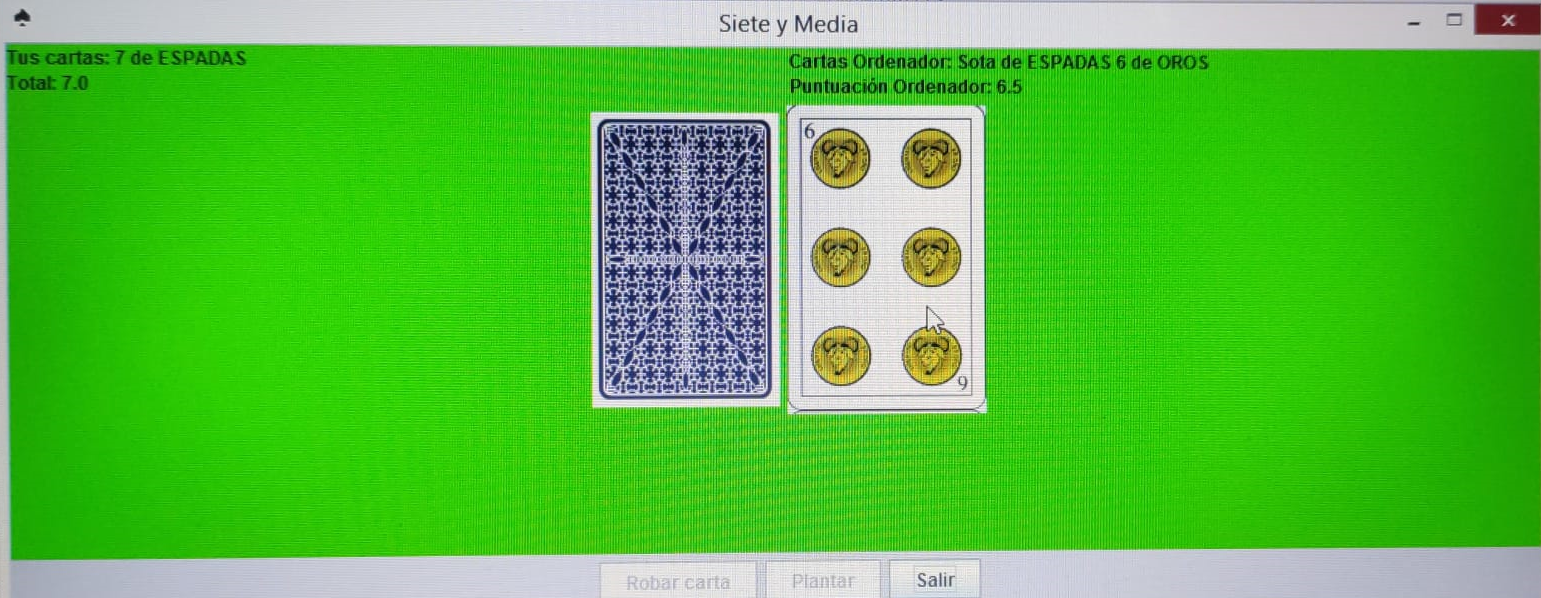 Siete y Media
Tus cartas: 7 de ESPADAS
Total: 7.0
Cartas Ordenador: Sota de ESPADAS 6 de OROS
Puntuación Ordenador: 6.5
6
6
Robar carta
Plantar
Salir